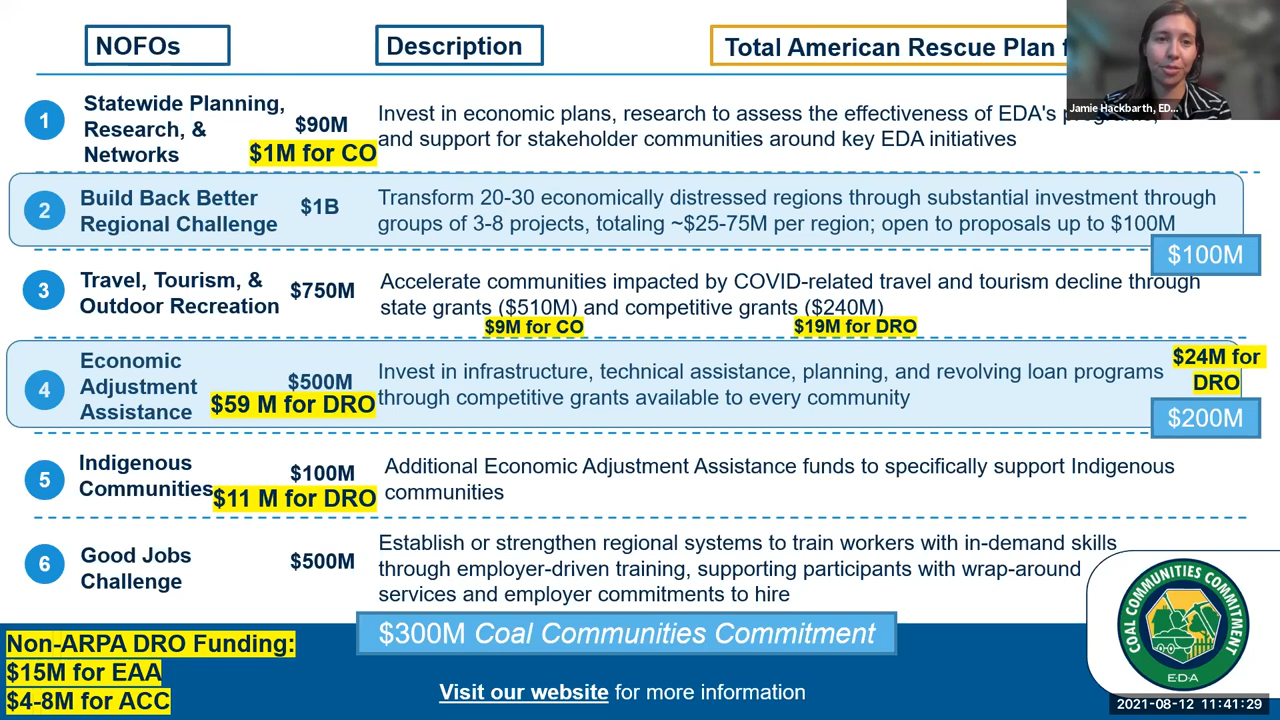 NOFOs
Description
Total American Rescue Plan
Jamie Hackbarth, ED...
1
Statewide Planning,
Research, &
Networks
$90M
$1M for CO
Invest in economic plans, research to assess the effectiveness of EDA's programs,
and support for stakeholder communities around key EDA initiatives
2
Build Back Better
Regional Challenge
$1B
Transform 20-30 economically distressed regions through substantial investment through
groups of 3-8 projects, totaling ~$25-75M per region; open to proposals up to $100M
$100M
3
Travel, Tourism, &
Outdoor Recreation
$750M
Accelerate communities impacted by COVID-related travel and tourism decline through
state grants ($510M) and competitive grants ($240M)
$9M for CO
$19M for DRO
4
Economic
Adjustment
Assistance
$500M
$59 M for DRO
Invest in infrastructure, technical assistance, planning, and revolving loan programs
through competitive grants available to every community
$24M for
DRO
$200M
5
Indigenous
Communities
$100M
$11 M for DRO
Additional Economic Adjustment Assistance funds to specifically support Indigenous
communities
6
Good Jobs
Challenge
$500M
Establish or strengthen regional systems to train workers with in-demand skills
through employer-driven training, supporting participants with wrap-around
services and employer commitments to hire
$300M Coal Communities Commitment
Non-ARPA DRO Funding:
$15M for EAA
$4-8M for ACC
Visit our website for more information
COAL COMMUNITIES COMMITMENT
E·D·A
2021-08-12 11:41:29